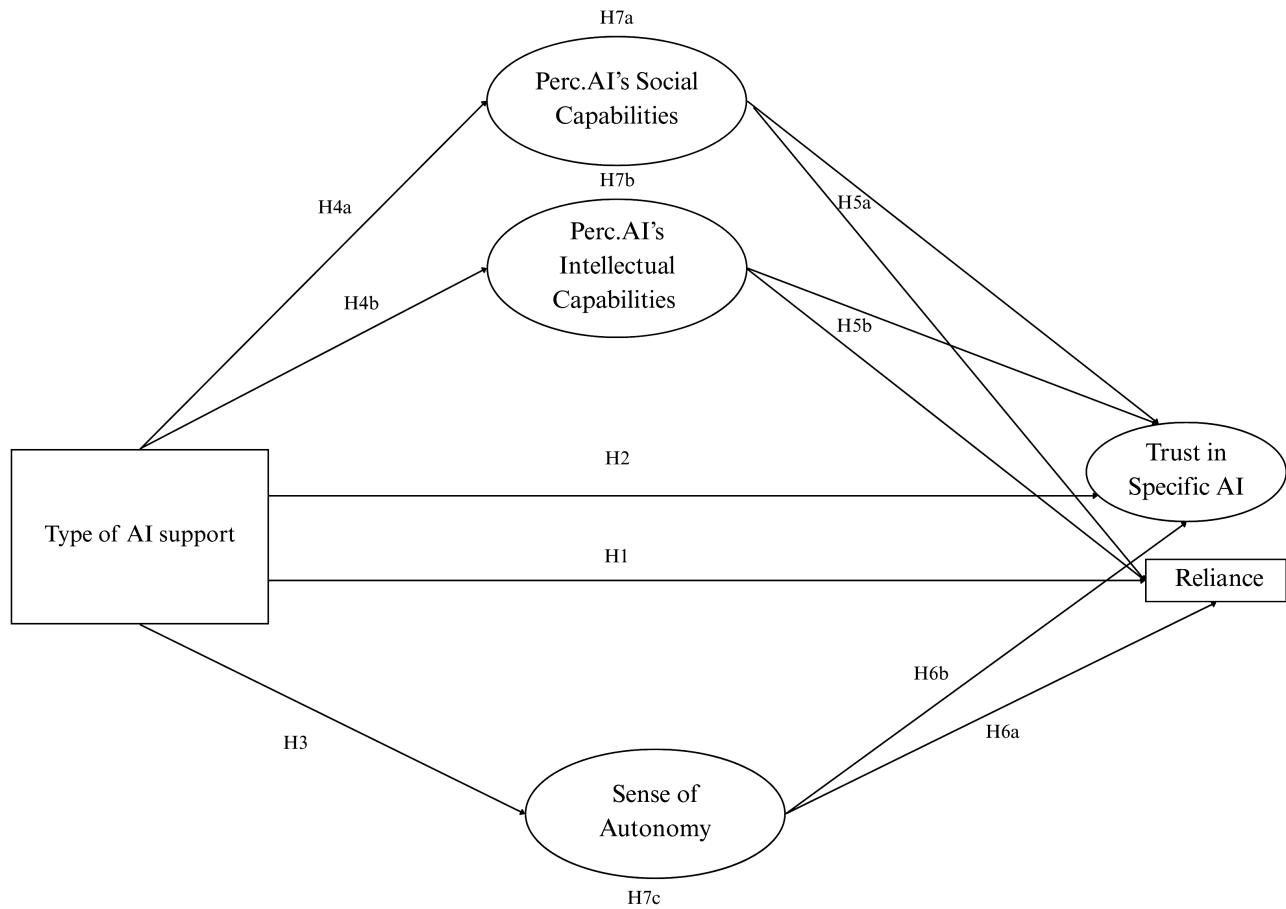 H7a
Perc.AI's Social
Capabilities
H7b
H4a
H5a
Perc.AI's
Intellectual
Capabilities
H4b
H5b
H2
Trust in
Specific AI
Type of AI support
H1
Reliance
H6b
H3
H6a
Sense of
Autonomy
H7c